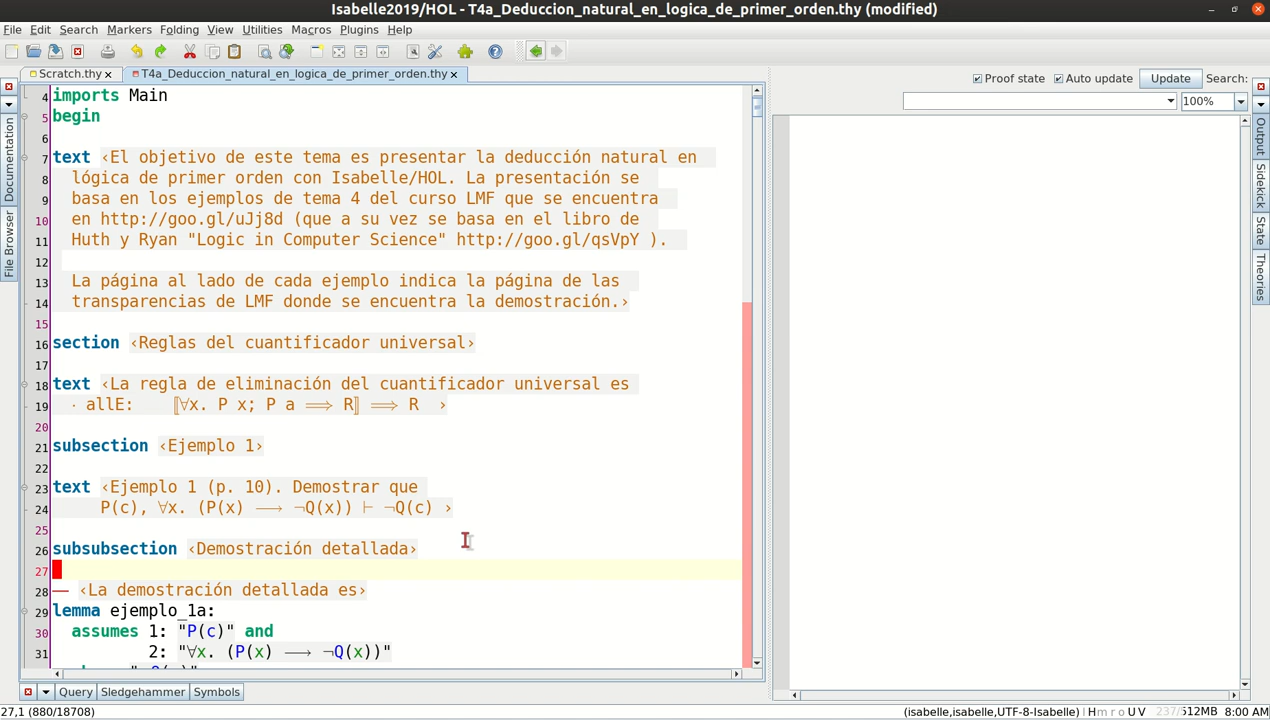 Isabelle2019/HOL - T4a_Deduccion_natural_en_logica_de_primer_orden.thy (modified)
File Edit Search Markers Folding View Utilities Macros Plugins Help
Scratch.thy T4a_Deduccion_natural_en_logica_de_primer_orden.thy
Proof state Auto update Update Search:
100%
Documentation
File Browser
4 imports Main
5 begin
6
7 text ‹El objetivo de este tema es presentar la deducción natural en
8 lógica de primer orden con Isabelle/HOL. La presentación se
9 basa en los ejemplos de tema 4 del curso LMF que se encuentra
10 en http://goo.gl/uJj8d (que a su vez se basa en el libro de
11 Huth y Ryan "Logic in Computer Science" http://goo.gl/qsVpY ).
12
13 La página al lado de cada ejemplo indica la página de las
14 transparencias de LMF donde se encuentra la demostración.›
15
16 section ‹Reglas del cuantificador universal›
17
18 text ‹La regla de eliminación del cuantificador universal es
19 · allE: ⟦∀x. P x; P a ⟹ R⟧ ⟹ R ›
20
21 subsection ‹Ejemplo 1›
22
23 text ‹Ejemplo 1 (p. 10). Demostrar que
24 P(c), ∀x. (P(x) ⟶ ¬Q(x)) ⊢ ¬Q(c) ›
25
26 subsubsection ‹Demostración detallada›
27
28 — ‹La demostración detallada es›
29 lemma ejemplo_1a:
30 assumes 1: "P(c)" and
31 2: "∀x. (P(x) ⟶ ¬Q(x))"
Output
Sidekick
State
Theories
Query Sledgehammer Symbols
27,1 (880/18708)
(isabelle,isabelle,UTF-8-Isabelle) | H m r o U V 237/512MB 8:00 AM